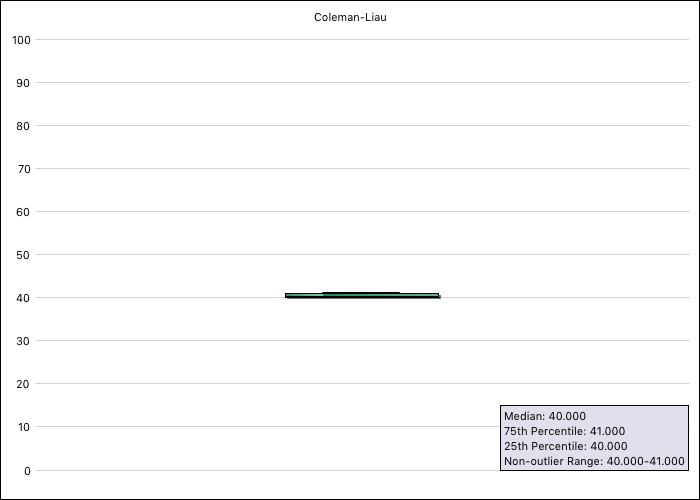 Coleman-Liau
100
90
80
70
60
50
40
30
20
10
0
Median: 40.000
75th Percentile: 41.000
25th Percentile: 40.000
Non-outlier Range: 40.000-41.000